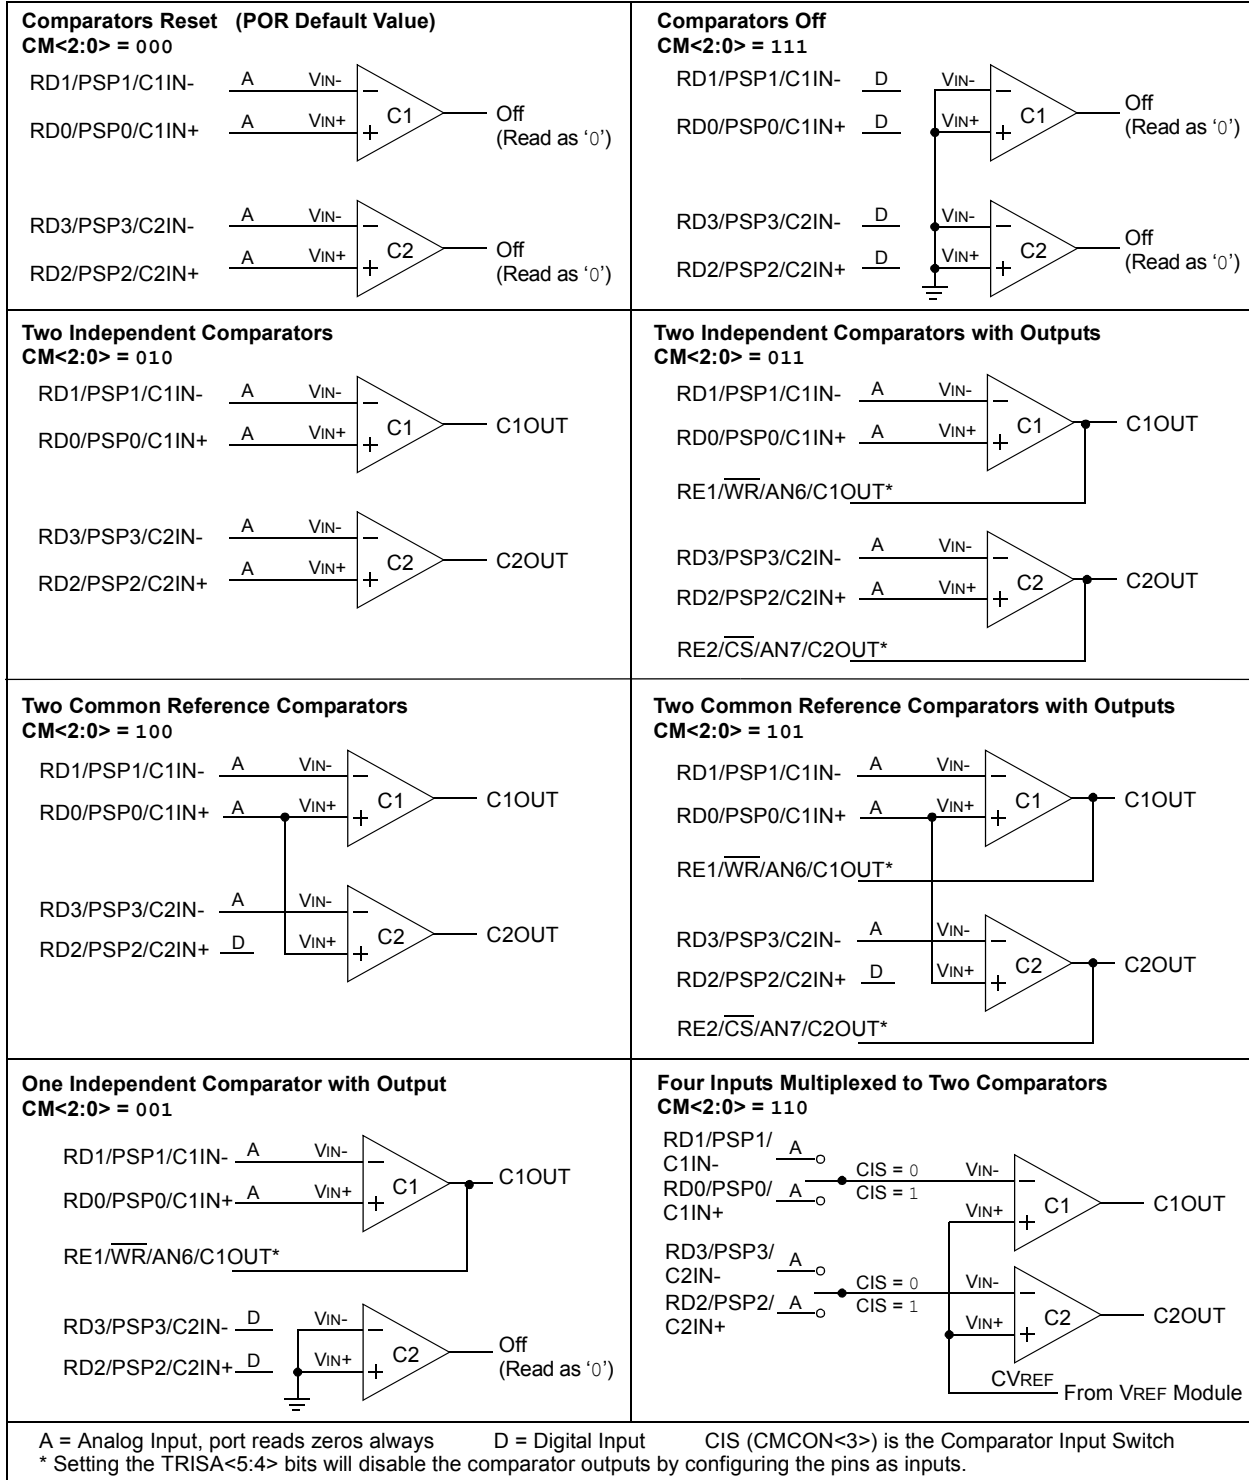 Comparators Reset (POR Default Value)
CM<2:0> = 000
RD1/PSP1/C1IN- A VIN-
RD0/PSP0/C1IN+ A VIN+
C1
Off
(Read as ‘0’)
RD3/PSP3/C2IN- A VIN-
RD2/PSP2/C2IN+ A VIN+
C2
Off
(Read as ‘0’)
Comparators Off
CM<2:0> = 111
RD1/PSP1/C1IN- D VIN-
RD0/PSP0/C1IN+ D VIN+
C1
Off
(Read as ‘0’)
RD3/PSP3/C2IN- D VIN-
RD2/PSP2/C2IN+ D VIN+
C2
Off
(Read as ‘0’)
Two Independent Comparators
CM<2:0> = 010
RD1/PSP1/C1IN- A VIN-
RD0/PSP0/C1IN+ A VIN+
C1 C1OUT
RD3/PSP3/C2IN- A VIN-
RD2/PSP2/C2IN+ A VIN+
C2 C2OUT
Two Independent Comparators with Outputs
CM<2:0> = 011
RD1/PSP1/C1IN- A VIN-
RD0/PSP0/C1IN+ A VIN+
C1 C1OUT
RE1/WR/AN6/C1OUT*
RD3/PSP3/C2IN- A VIN-
RD2/PSP2/C2IN+ A VIN+
C2 C2OUT
RE2/CS/AN7/C2OUT*
Two Common Reference Comparators
CM<2:0> = 100
RD1/PSP1/C1IN- A VIN-
RD0/PSP0/C1IN+ A VIN+
C1 C1OUT
RD3/PSP3/C2IN- A VIN-
RD2/PSP2/C2IN+ D VIN+
C2 C2OUT
Two Common Reference Comparators with Outputs
CM<2:0> = 101
RD1/PSP1/C1IN- A VIN-
RD0/PSP0/C1IN+ A VIN+
C1 C1OUT
RE1/WR/AN6/C1OUT*
RD3/PSP3/C2IN- A VIN-
RD2/PSP2/C2IN+ D VIN+
C2 C2OUT
RE2/CS/AN7/C2OUT*
One Independent Comparator with Output
CM<2:0> = 001
RD1/PSP1/C1IN- A VIN-
RD0/PSP0/C1IN+ A VIN+
C1 C1OUT
RE1/WR/AN6/C1OUT*
RD3/PSP3/C2IN- D VIN-
RD2/PSP2/C2IN+ D VIN+
C2
Off
(Read as ‘0’)
Four Inputs Multiplexed to Two Comparators
CM<2:0> = 110
RD1/PSP1/ A
C1IN- CIS = 0 VIN-
RD0/PSP0/ A CIS = 1
C1IN+ VIN+
C1 C1OUT
RD3/PSP3/ A
C2IN- CIS = 0 VIN-
RD2/PSP2/ A CIS = 1
C2IN+ VIN+
C2 C2OUT
CVREF
From VREF Module
A = Analog Input, port reads zeros always D = Digital Input CIS (CMCON<3>) is the Comparator Input Switch
* Setting the TRISA<5:4> bits will disable the comparator outputs by configuring the pins as inputs.